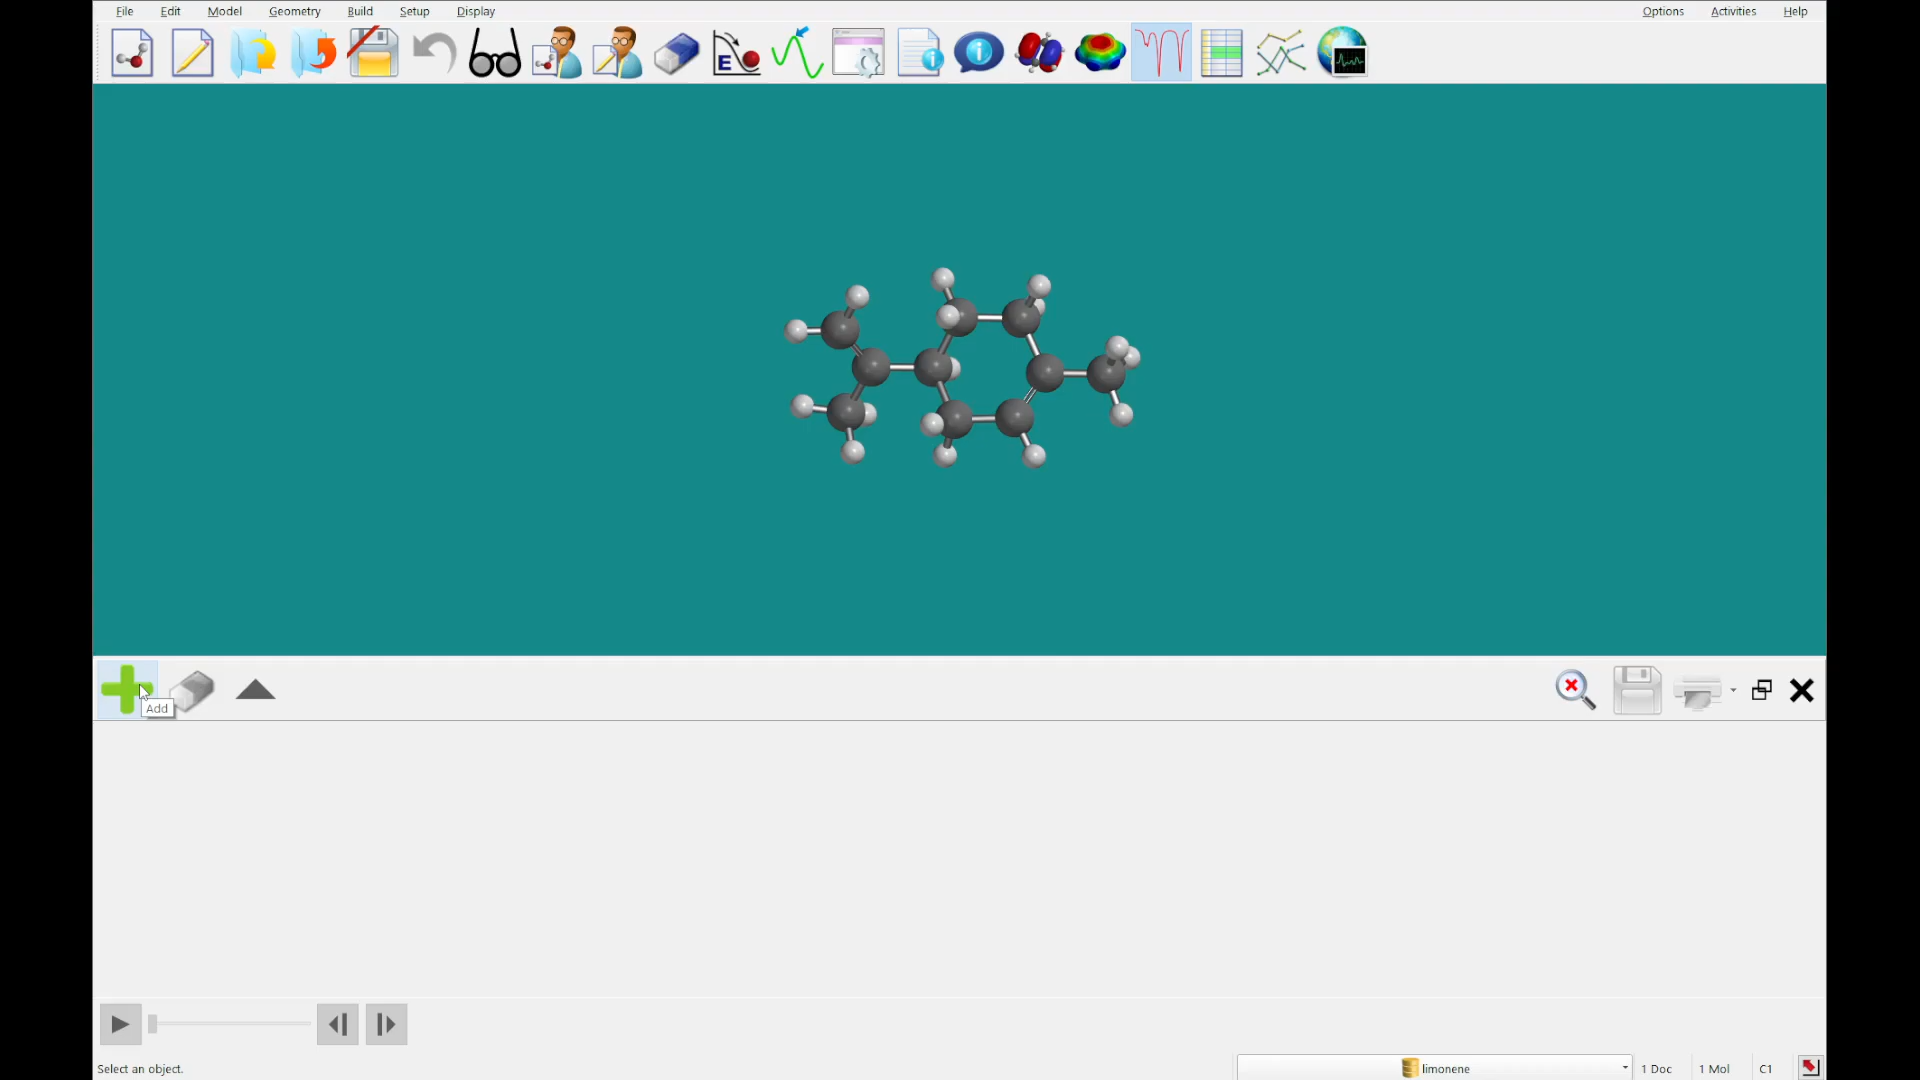 File Edit Model Geometry Build Setup Display Options Activities Help
E
Add
Select an object. limonene 1 Doc 1 Mol C1